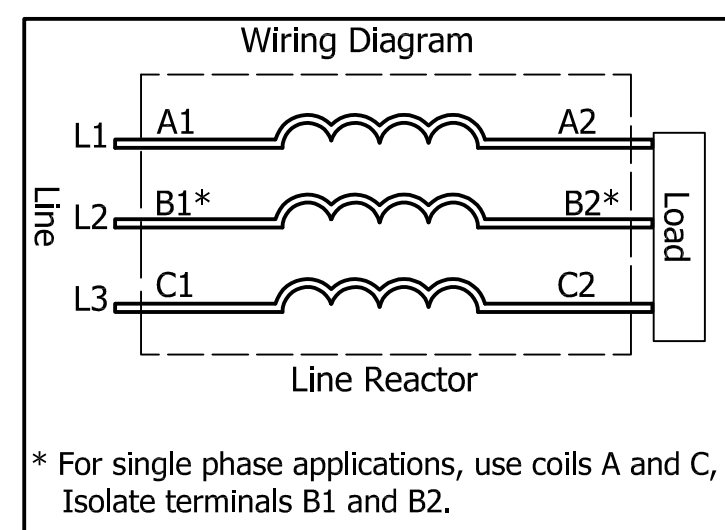 Wiring Diagram
L1 A1 A2
Line L2 B1* B2* Load
L3 C1 C2
Line Reactor
* For single phase applications, use coils A and C,
Isolate terminals B1 and B2.